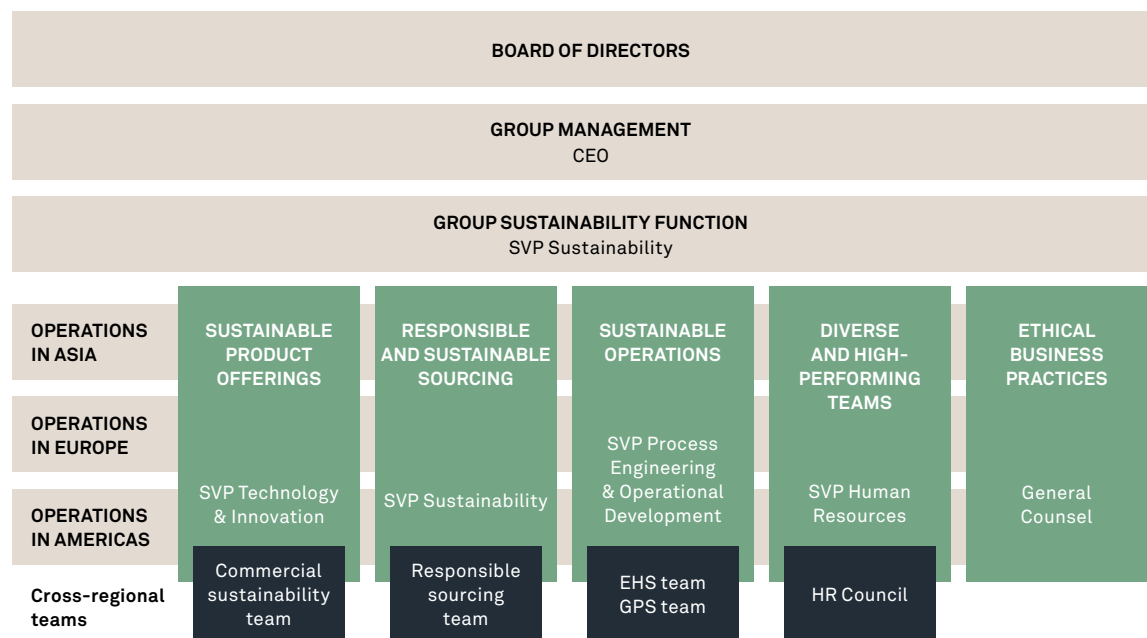 BOARD OF DIRECTORS
GROUP MANAGEMENT
CEO
GROUP SUSTAINABILITY FUNCTION
SVP Sustainability
OPERATIONS
IN ASIA
OPERATIONS
IN EUROPE
OPERATIONS
IN AMERICAS
Cross-regional
teams
SUSTAINABLE
PRODUCT
OFFERINGS
SVP Technology
& Innovation
Commercial
sustainability
team
RESPONSIBLE
AND SUSTAINABLE
SOURCING
SVP Sustainability
Responsible
sourcing
team
SUSTAINABLE
OPERATIONS
SVP Process
Engineering
& Operational
Development
EHS team
GPS team
DIVERSE
AND HIGH-
PERFORMING
TEAMS
SVP Human
Resources
HR Council
ETHICAL
BUSINESS
PRACTICES
General
Counsel